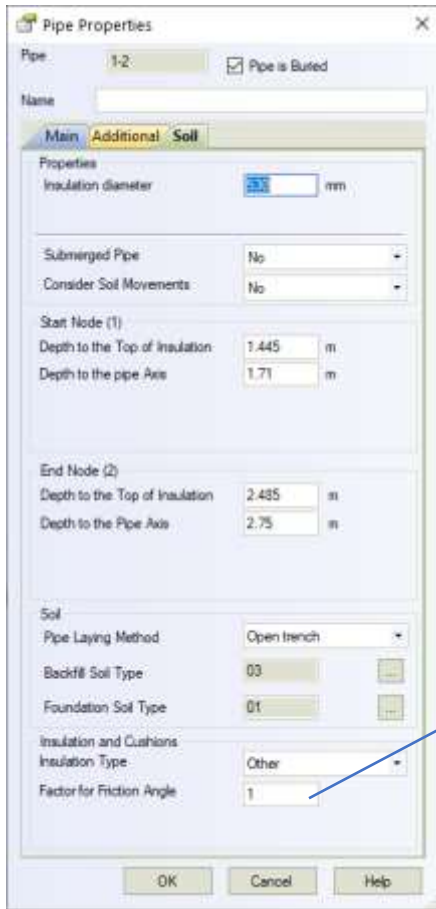 Pipe Properties
Pipe 1-2 Pipe is Buried
Name
Main Additional Soil
Properties
Insulation diameter 530 mm
Submerged Pipe No
Consider Soil Movements No
Start Node (1)
Depth to the Top of Insulation 1.445 m
Depth to the pipe Axis 1.71 m
End Node (2)
Depth to the Top of Insulation 2.485 m
Depth to the Pipe Axis 2.75 m
Soil
Pipe Laying Method Open trench
Backfill Soil Type 03 ...
Foundation Soil Type 01 ...
Insulation and Cushions
Insulation Type Other
Factor for Friction Angle 1
OK Cancel Help